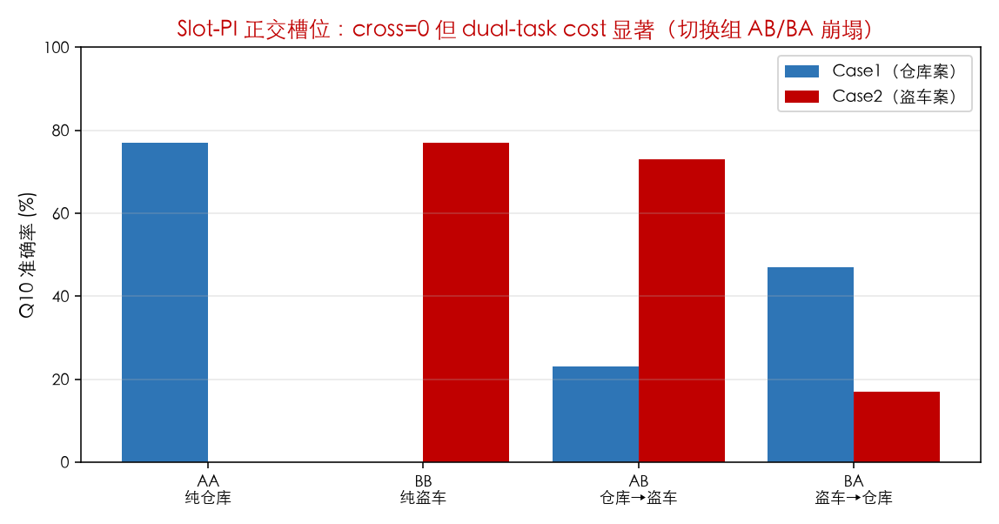 Slot-PI 正交槽位：cross=0 但 dual-task cost 显著（切换组 AB/BA 崩塌）
Case1（仓库案）
Case2（盗车案）
Q10 准确率 (%)
100
80
60
40
20
0
AA
纯仓库
BB
纯盗车
AB
仓库→盗车
BA
盗车→仓库